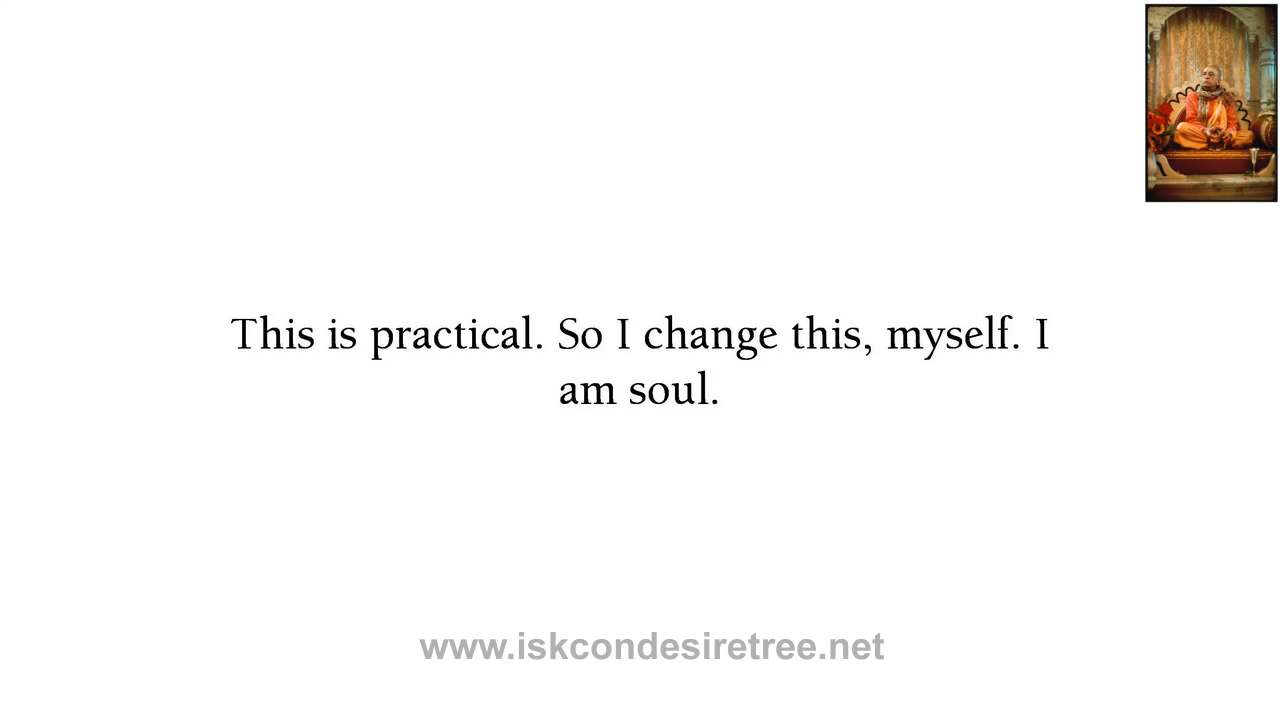 This is practical. So I change this, myself. I
am soul.
www.iskcondesiretree.net